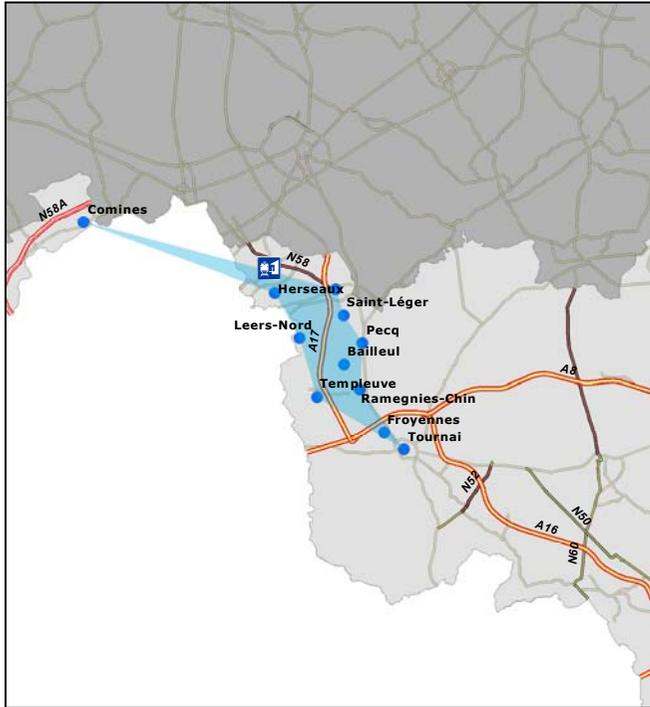 N58A
Comines
N58
Herseaux
Saint-Léger
Leers-Nord
A17
Pecq
Bailleul
A8
Templeuve
Ramegnies-Chin
Froyennes
Tournai
N52
N50
A16
N60